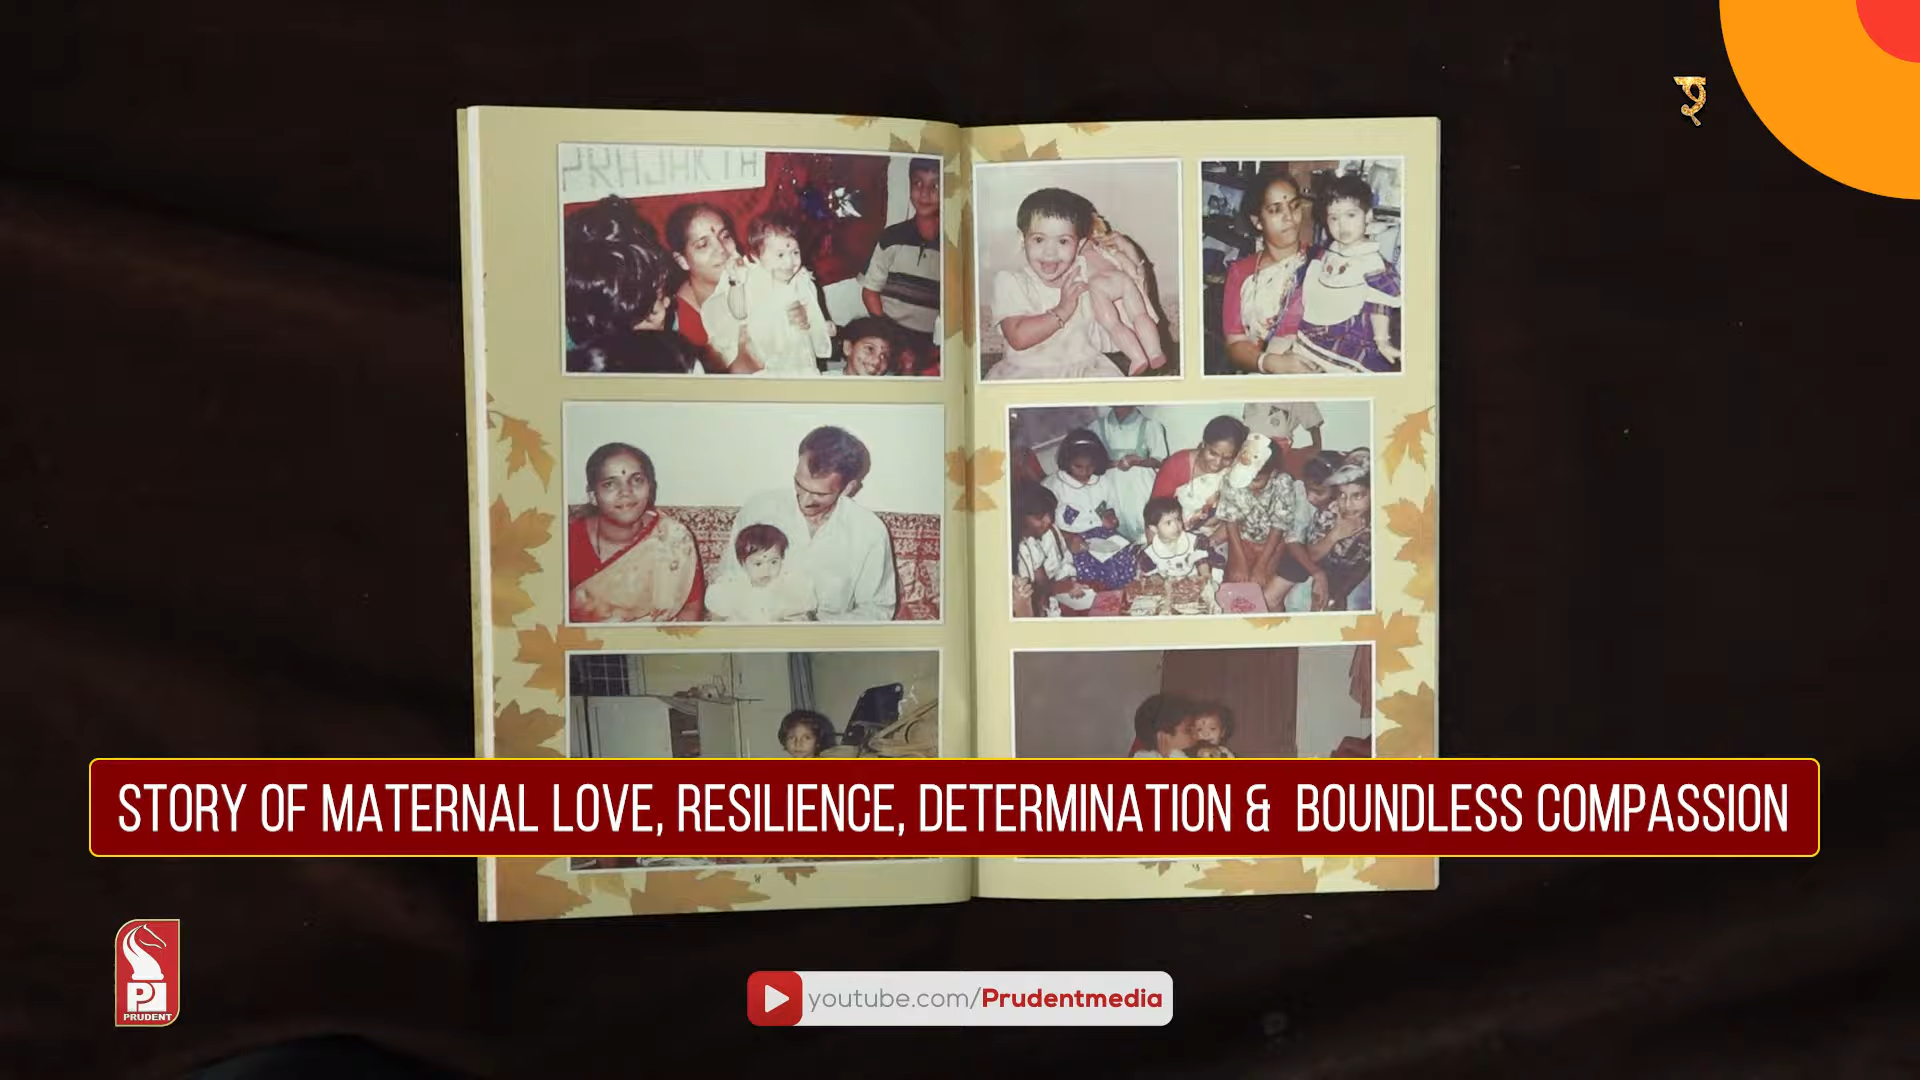 PRAJAKTA
STORY OF MATERNAL LOVE, RESILIENCE, DETERMINATION & BOUNDLESS COMPASSION
P
PRUDENT
youtube.com/Prudentmedia